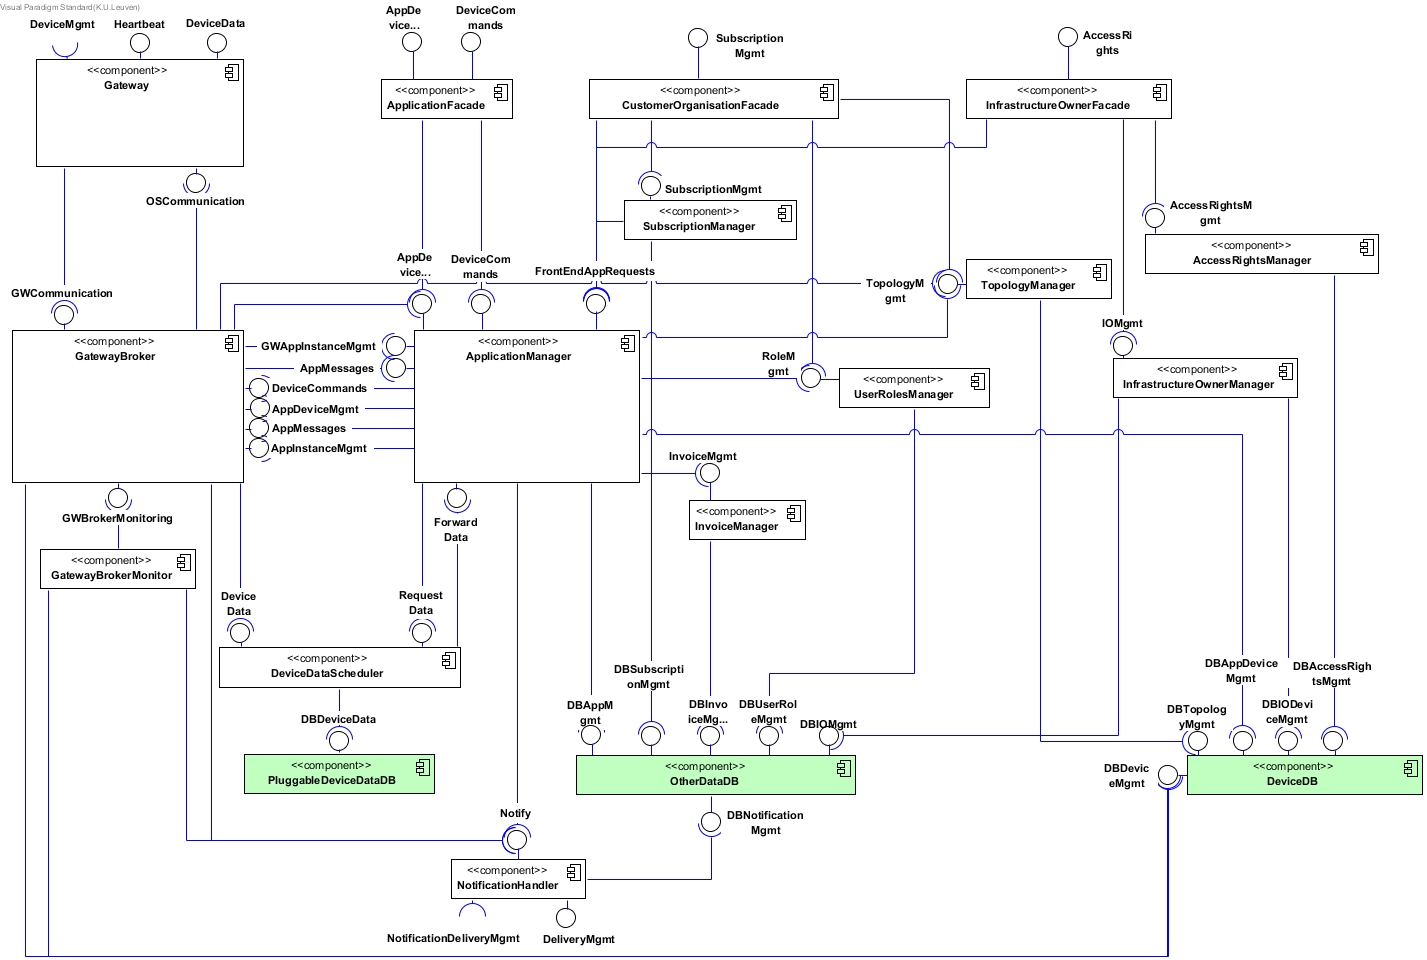 Visual Paradigm Standard(K.U.Leuven)
DeviceMgmt
Heartbeat
DeviceData
AppDe
vice...
DeviceCom
mands
Subscription
Mgmt
AccessRi
ghts
<<component>>
Gateway
<<component>>
ApplicationFacade
<<component>>
CustomerOrganisationFacade
<<component>>
InfrastructureOwnerFacade
OSCommunication
SubscriptionMgmt
<<component>>
SubscriptionManager
AccessRightsM
gmt
<<component>>
AccessRightsManager
AppDe
vice...
DeviceCom
mands
FrontEndAppRequests
TopologyM
gmt
<<component>>
TopologyManager
GWCommunication
IOMgmt
<<component>>
GatewayBroker
GWAppInstanceMgmt
AppMessages
DeviceCommands
AppDeviceMgmt
AppMessages
AppInstanceMgmt
<<component>>
ApplicationManager
RoleM
gmt
<<component>>
UserRolesManager
<<component>>
InfrastructureOwnerManager
InvoiceMgmt
<<component>>
InvoiceManager
GWBrokerMonitoring
Forward
Data
<<component>>
GatewayBrokerMonitor
Device
Data
Request
Data
<<component>>
DeviceDataScheduler
DBDeviceData
<<component>>
PluggableDeviceDataDB
DBAppM
gmt
DBSubscripti
onMgmt
DBInvo
iceMg...
DBUserRol
eMgmt
DBIOMgmt
<<component>>
OtherDataDB
DBTopolog
yMgmt
DBAppDevice
Mgmt
DBIODevi
ceMgmt
DBAccessRigh
tsMgmt
DBDevic
eMgmt
<<component>>
DeviceDB
Notify
DBNotification
Mgmt
<<component>>
NotificationHandler
NotificationDeliveryMgmt
DeliveryMgmt